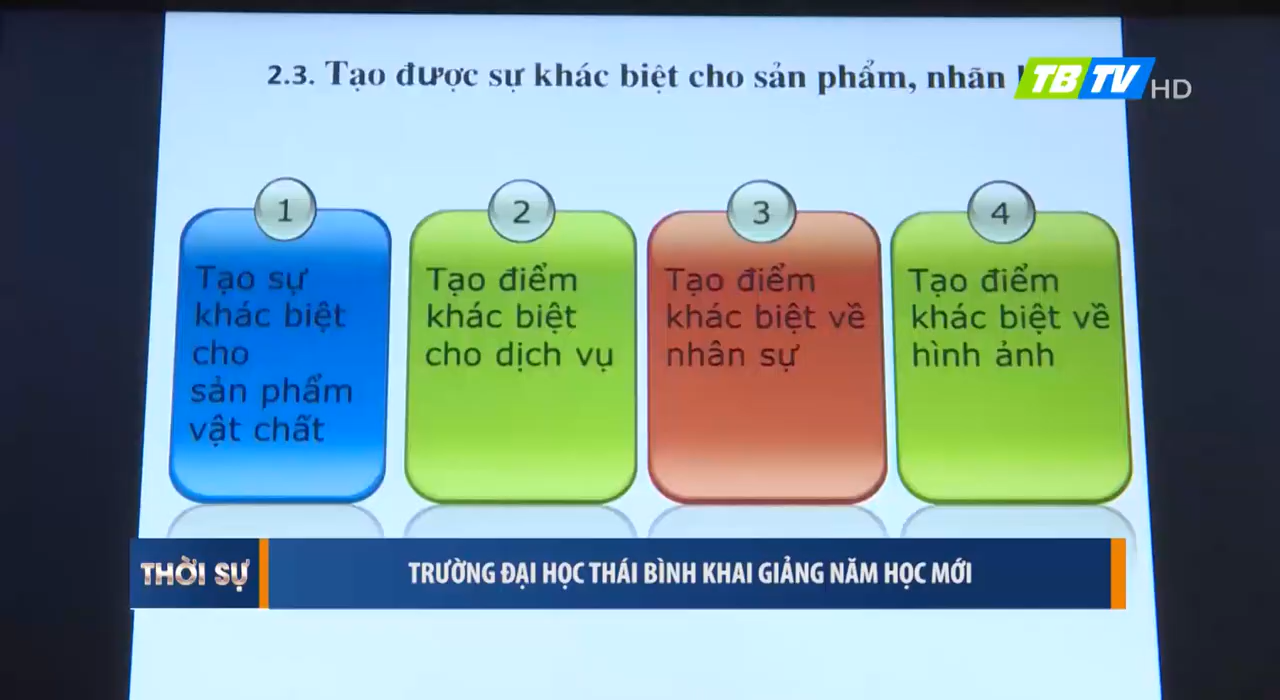 2.3. Tạo được sự khác biệt cho sản phẩm, nhãn
TBTV HD
1
Tạo sự
khác biệt
cho
sản phẩm
vật chất
2
Tạo điểm
khác biệt
cho dịch vụ
3
Tạo điểm
khác biệt về
nhân sự
4
Tạo điểm
khác biệt về
hình ảnh
THỜI SỰ
TRƯỜNG ĐẠI HỌC THÁI BÌNH KHAI GIẢNG NĂM HỌC MỚI